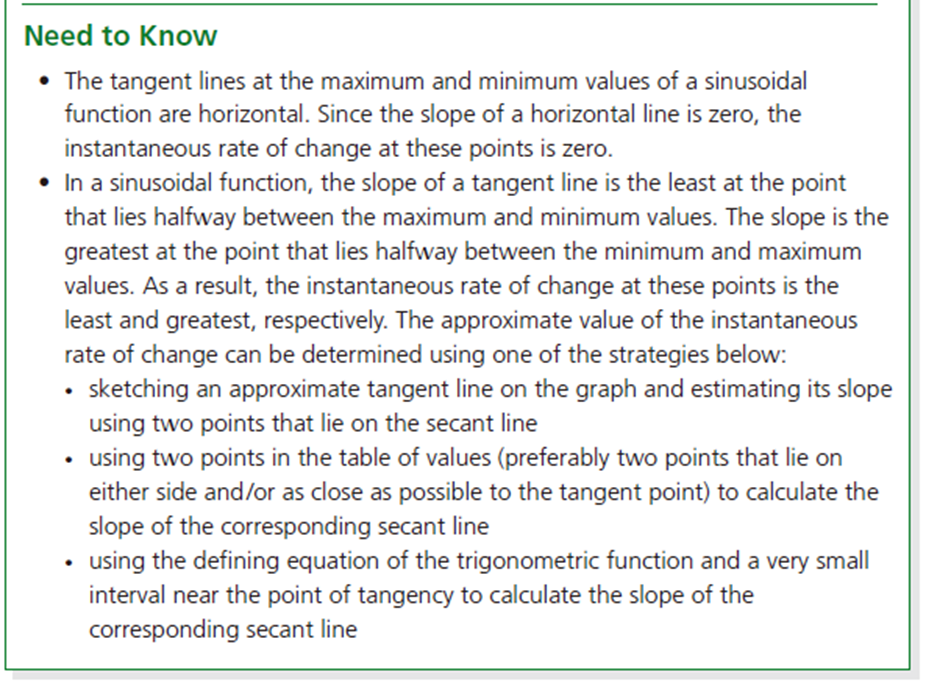 Need to Know
• The tangent lines at the maximum and minimum values of a sinusoidal
function are horizontal. Since the slope of a horizontal line is zero, the
instantaneous rate of change at these points is zero.
• In a sinusoidal function, the slope of a tangent line is the least at the point
that lies halfway between the maximum and minimum values. The slope is the
greatest at the point that lies halfway between the minimum and maximum
values. As a result, the instantaneous rate of change at these points is the
least and greatest, respectively. The approximate value of the instantaneous
rate of change can be determined using one of the strategies below:
• sketching an approximate tangent line on the graph and estimating its slope
using two points that lie on the secant line
• using two points in the table of values (preferably two points that lie on
either side and/or as close as possible to the tangent point) to calculate the
slope of the corresponding secant line
• using the defining equation of the trigonometric function and a very small
interval near the point of tangency to calculate the slope of the
corresponding secant line